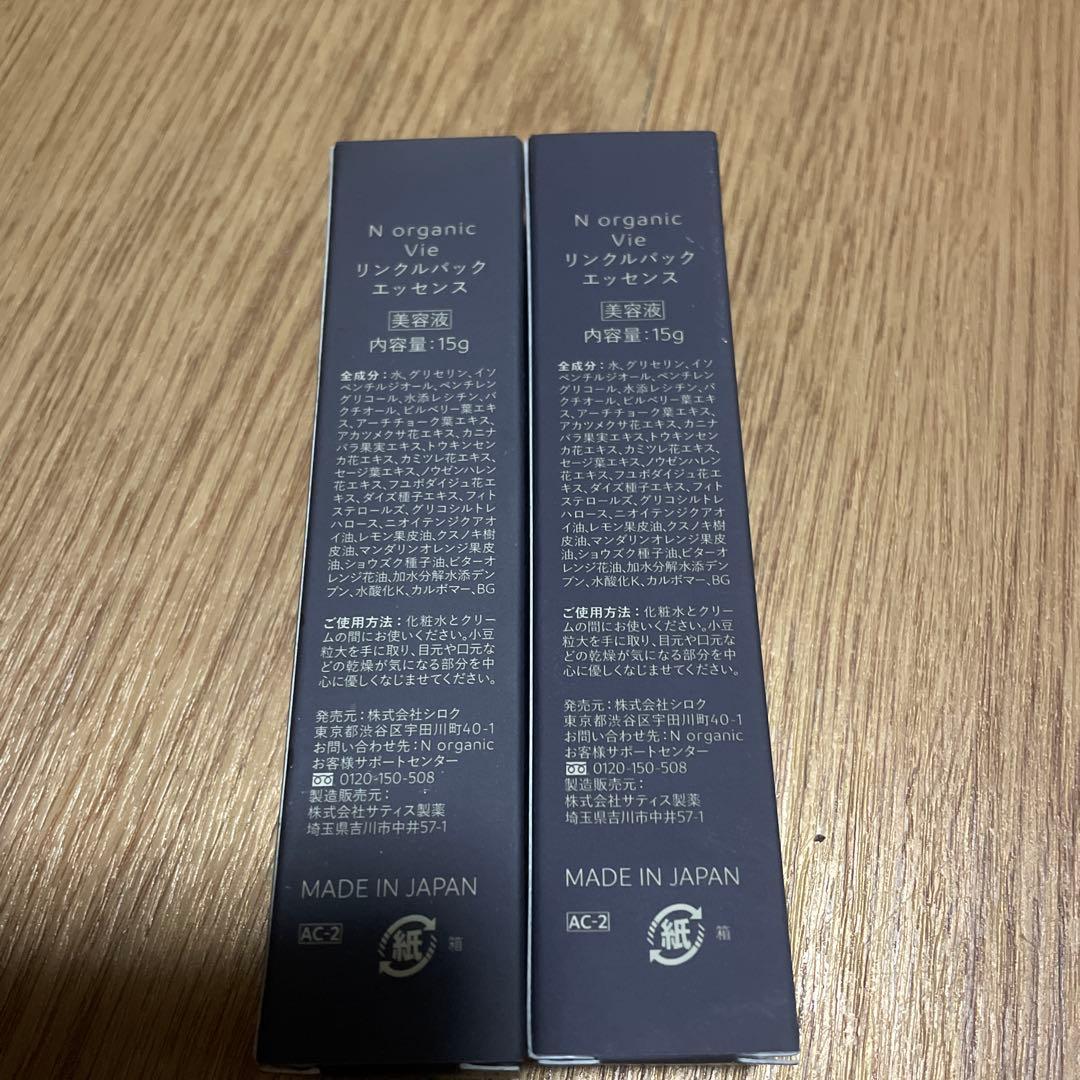 N organic
Vie
リンクルパック
エッセンス
美容液
内容量：15g
全成分：水、グリセリン、イソ
ペンチルジオール、ペンチレン
グリコール、水添レシチン、バ
クチオール、ビルベリー葉エキ
ス、アーチチョーク葉エキス、
アカツメクサ花エキス、カニナ
バラ果実エキス、トウキンセン
カ花エキス、カミツレ花エキス、
セージ葉エキス、ノウゼンハレン
花エキス、フユボダイジュ花エ
キス、ダイズ種子エキス、フィト
ステロールズ、グリコシルトレ
ハロース、ニオイテンジクアオ
イ油、レモン果皮油、クスノキ樹
皮油、マンダリンオレンジ果皮
油、ショウズク種子油、ビターオ
レンジ花油、加水分解水添デン
プン、水酸化K、カルボマー、BG
ご使用方法：化粧水とクリー
ムの間にお使いください。小豆
粒大を手に取り、目元や口元な
どの乾燥が気になる部分を中
心に優しくなじませてください。
発売元：株式会社シロク
東京都渋谷区宇田川町40-1
お問い合わせ先：N organic
お客様サポートセンター
0120-150-508
製造販売元：
株式会社サティス製薬
埼玉県吉川市中井57-1
MADE IN JAPAN
AC-2
紙
箱
N organic
Vie
リンクルパック
エッセンス
美容液
内容量：15g
全成分：水、グリセリン、イソ
ペンチルジオール、ペンチレン
グリコール、水添レシチン、バ
クチオール、ビルベリー葉エキ
ス、アーチチョーク葉エキス、
アカツメクサ花エキス、カニナ
バラ果実エキス、トウキンセン
カ花エキス、カミツレ花エキス、
セージ葉エキス、ノウゼンハレン
花エキス、フユボダイジュ花エ
キス、ダイズ種子エキス、フィト
ステロールズ、グリコシルトレ
ハロース、ニオイテンジクアオ
イ油、レモン果皮油、クスノキ樹
皮油、マンダリンオレンジ果皮
油、ショウズク種子油、ビターオ
レンジ花油、加水分解水添デン
プン、水酸化K、カルボマー、BG
ご使用方法：化粧水とクリー
ムの間にお使いください。小豆
粒大を手に取り、目元や口元な
どの乾燥が気になる部分を中
心に優しくなじませてください。
発売元：株式会社シロク
東京都渋谷区宇田川町40-1
お問い合わせ先：N organic
お客様サポートセンター
0120-150-508
製造販売元：
株式会社サティス製薬
埼玉県吉川市中井57-1
MADE IN JAPAN
AC-2
紙
箱